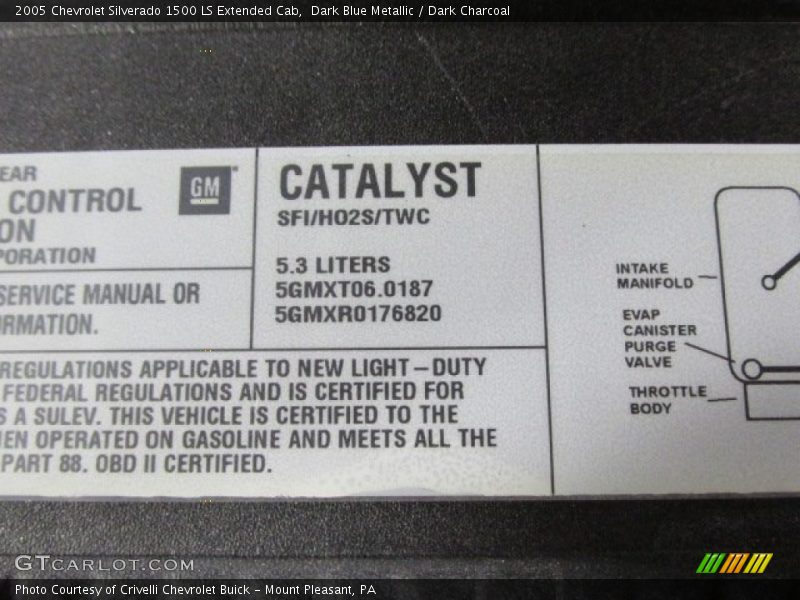 2005 Chevrolet Silverado 1500 LS Extended Cab,  Dark Blue Metallic / Dark Charcoal
EAR
CONTROL
ON
PORATION
GM
SERVICE MANUAL OR
RMATION.
CATALYST
SFI/HO2S/TWC
5.3 LITERS
5GMXT06.0187
5GMXR0176820
REGULATIONS APPLICABLE TO NEW LIGHT-DUTY
FEDERAL REGULATIONS AND IS CERTIFIED FOR
S A SULEV. THIS VEHICLE IS CERTIFIED TO THE
EN OPERATED ON GASOLINE AND MEETS ALL THE
PART 88. OBD II CERTIFIED.
INTAKE
MANIFOLD
EVAP
CANISTER
PURGE
VALVE
THROTTLE
BODY
GTCARLOT.COM
Photo Courtesy of Crivelli Chevrolet Buick - Mount Pleasant, PA